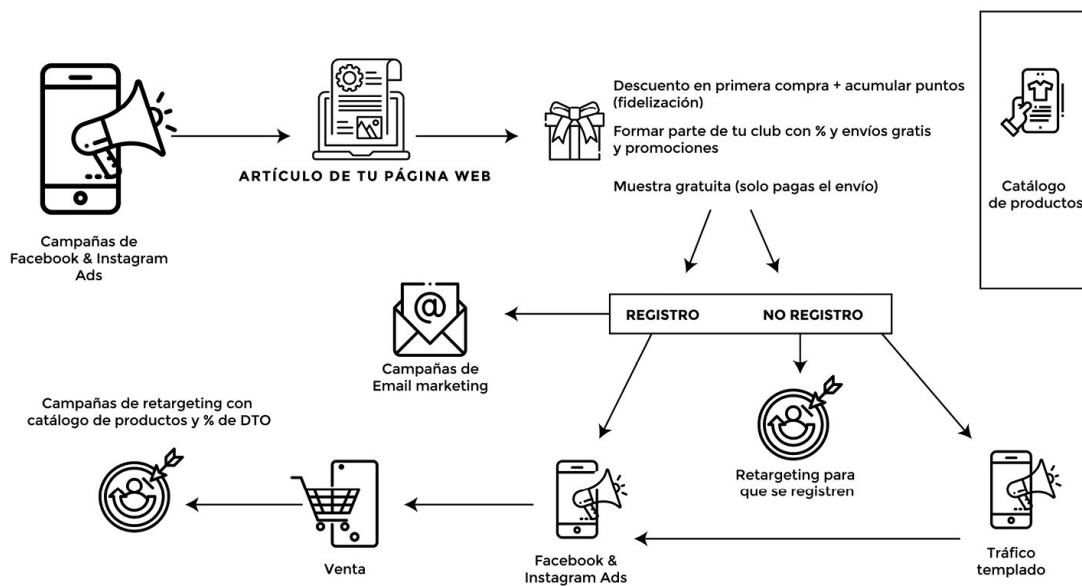 Campañas de
Facebook & Instagram
Ads
ARTÍCULO DE TU PÁGINA WEB
Descuento en primera compra + acumular puntos
(fidelización)
Formar parte de tu club con % y envíos gratis
y promociones
Muestra gratuita (solo pagas el envío)
Catálogo
de productos
REGISTRO
NO REGISTRO
@
Campañas de
Email marketing
Retargeting para
que se registren
Tráfico
templado
Facebook &
Instagram Ads
Venta
Campañas de retargeting con
catálogo de productos y % de DTO